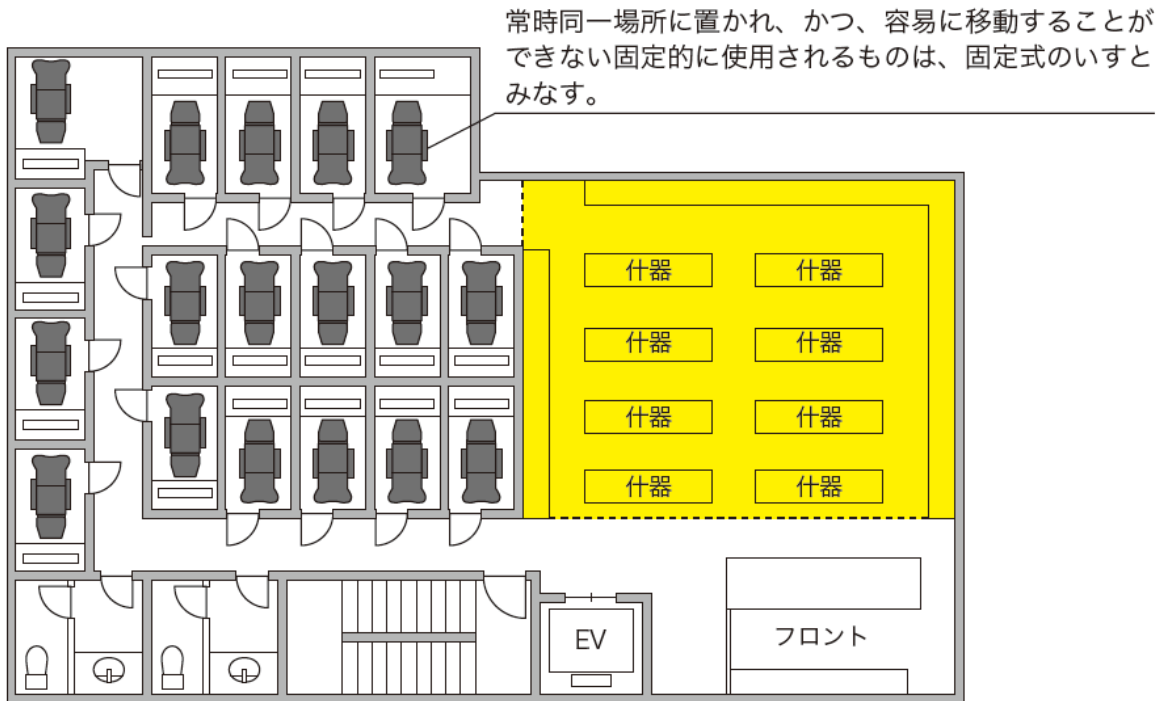 常時同一場所に置かれ、かつ、容易に移動することが
できない固定的に使用されるものは、固定式のいすと
みなす。
什器 什器
什器 什器
什器 什器
什器 什器
EV
フロント